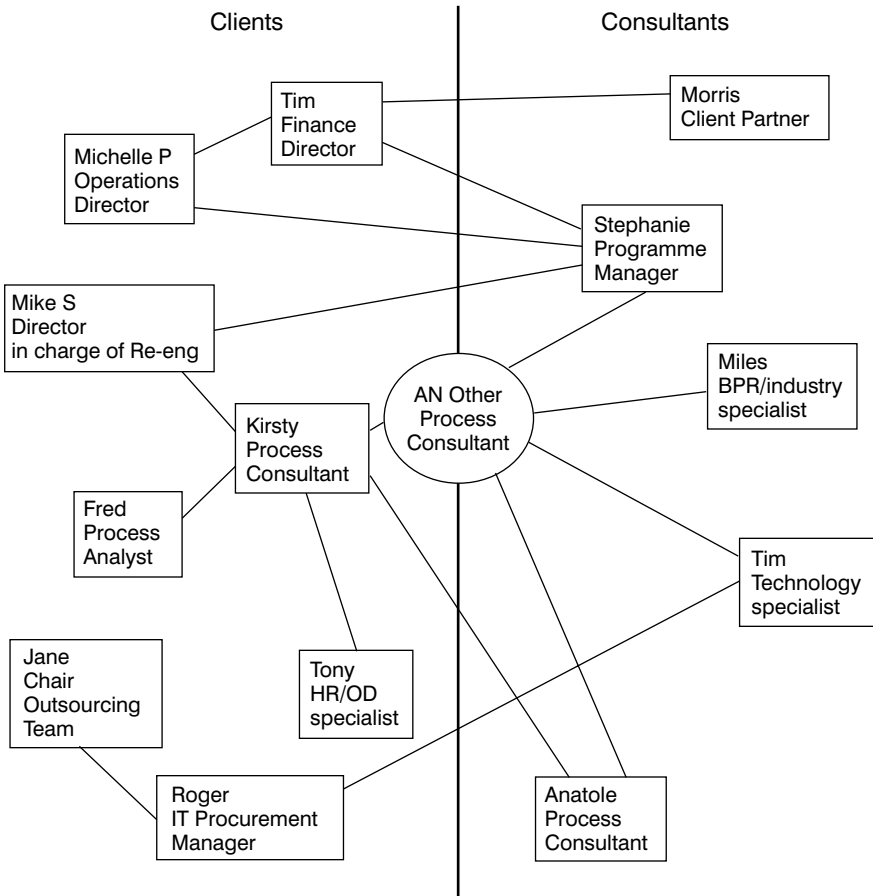 Clients
Consultants
Tim
Finance
Director
Morris
Client Partner
Michelle P
Operations
Director
Stephanie
Programme
Manager
Mike S
Director
in charge of Re-eng
Miles
BPR/industry
specialist
AN Other
Process
Consultant
Kirsty
Process
Consultant
Fred
Process
Analyst
Tim
Technology
specialist
Jane
Chair
Outsourcing
Team
Tony
HR/OD
specialist
Roger
IT Procurement
Manager
Anatole
Process
Consultant